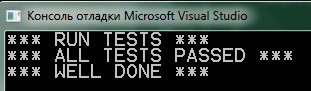 Консоль отладки Microsoft Visual Studio
*** RUN TESTS ***
*** ALL TESTS PASSED ***
*** WELL DONE ***